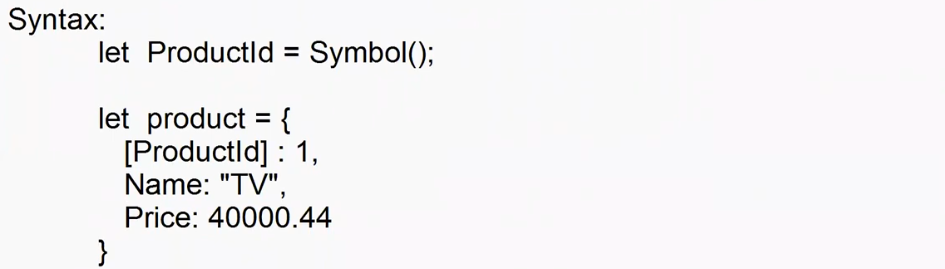 Syntax:
let ProductId = Symbol();
let product = {
[ProductId] : 1,
Name: "TV",
Price: 40000.44
}